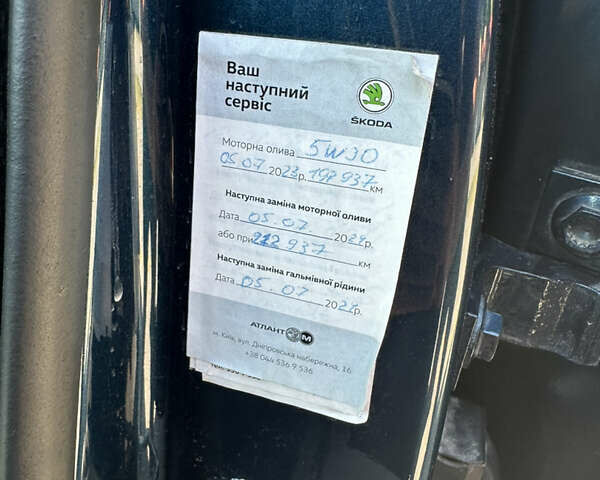 Ваш
наступний
сервіс
ŠKODA
Моторна олива 5W30
05.07.2023р. 197 937 км
Наступна заміна моторної оливи
Дата 05.07. 2024р.
або при 212 937 км
Наступна заміна гальмівної рідини
Дата 05.07 2024р.
АТЛАНТ М
м. Київ, вул. Дніпровська набережна, 16
+38 044 536 9 536